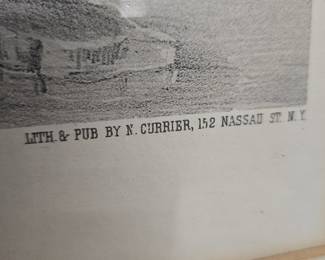 LITH. & PUB BY N. CURRIER, 152 NASSAU ST. N.Y.